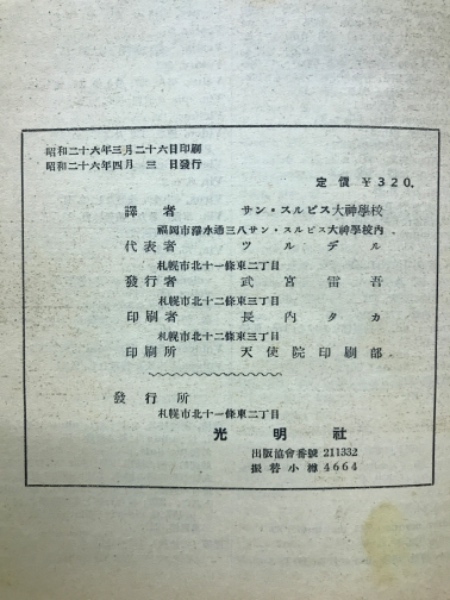 昭和二十六年三月二十六日印刷
昭和二十六年四月 三 日發行
定價 ￥320.
譯者 サン・スルピス大神學校
福岡市淨水通三八サン・スルピス大神學校内
代表者 ツルデル
札幌市北十一條東二丁目
發行者 武宮雷吾
札幌市北十二條東三丁目
印刷者 長内タカ
札幌市北十二條東三丁目
印刷所 天使院印刷部
發行所
札幌市北十一條東二丁目
光明社
出版協會番號 211332
振替小樽4664